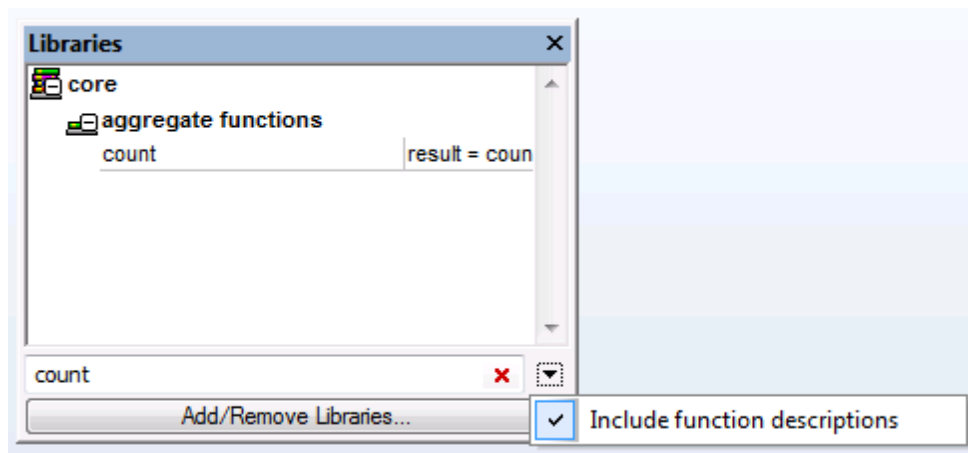 Libraries
core
aggregate functions
count result = coun
count
Add/Remove Libraries...
Include function descriptions